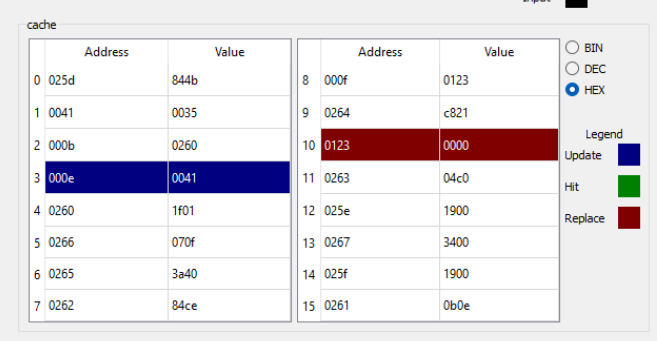 Input
cache
Address Value Address Value
0 025d 844b 8 000f 0123
1 0041 0035 9 0264 c821
2 000b 0260 10 0123 0000
3 000e 0041 11 0263 04c0
4 0260 1f01 12 025e 1900
5 0266 070f 13 0267 3400
6 0265 3a40 14 025f 1900
7 0262 84ce 15 0261 0b0e
BIN
DEC
HEX
Legend
Update
Hit
Replace